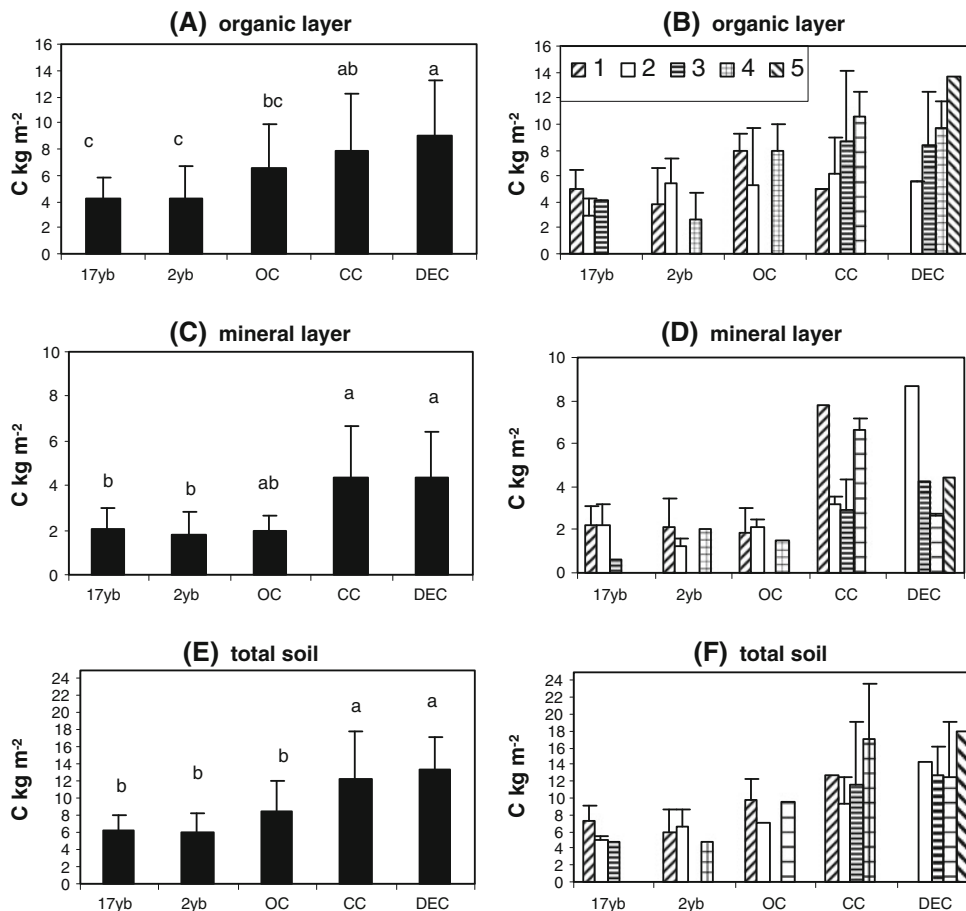 (A) organic layer
C kg m-2
16
14
12
10
8
6
4
2
0
c
c
bc
ab
a
17yb 2yb OC CC DEC
(B) organic layer
C kg m-2
16
14
12
10
8
6
4
2
0
1 2 3 4 5
17yb 2yb OC CC DEC
(C) mineral layer
C kg m-2
10
8
6
4
2
0
b
b
ab
a
a
17yb 2yb OC CC DEC
(D) mineral layer
C kg m-2
10
8
6
4
2
0
17yb 2yb OC CC DEC
(E) total soil
C kg m-2
24
22
20
18
16
14
12
10
8
6
4
2
0
b
b
b
a
a
17yb 2yb OC CC DEC
(F) total soil
C kg m-2
24
22
20
18
16
14
12
10
8
6
4
2
0
17yb 2yb OC CC DEC